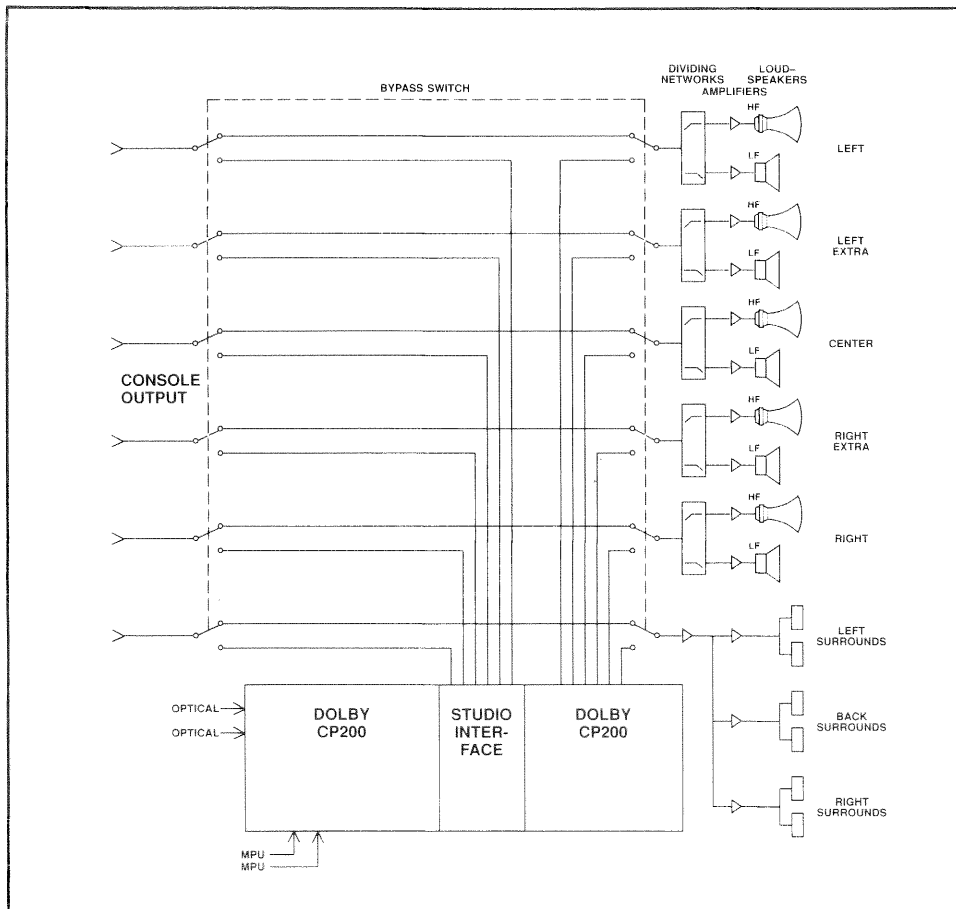 DIVIDING
NETWORKS
AMPLIFIERS
LOUD-
SPEAKERS
BYPASS SWITCH
HF
LEFT
LF
HF
LEFT
EXTRA
LF
HF
CENTER
LF
CONSOLE
OUTPUT
HF
RIGHT
EXTRA
LF
HF
RIGHT
LF
LEFT
SURROUNDS
OPTICAL
OPTICAL
DOLBY
CP200
STUDIO
INTER-
FACE
DOLBY
CP200
BACK
SURROUNDS
RIGHT
SURROUNDS
MPU
MPU